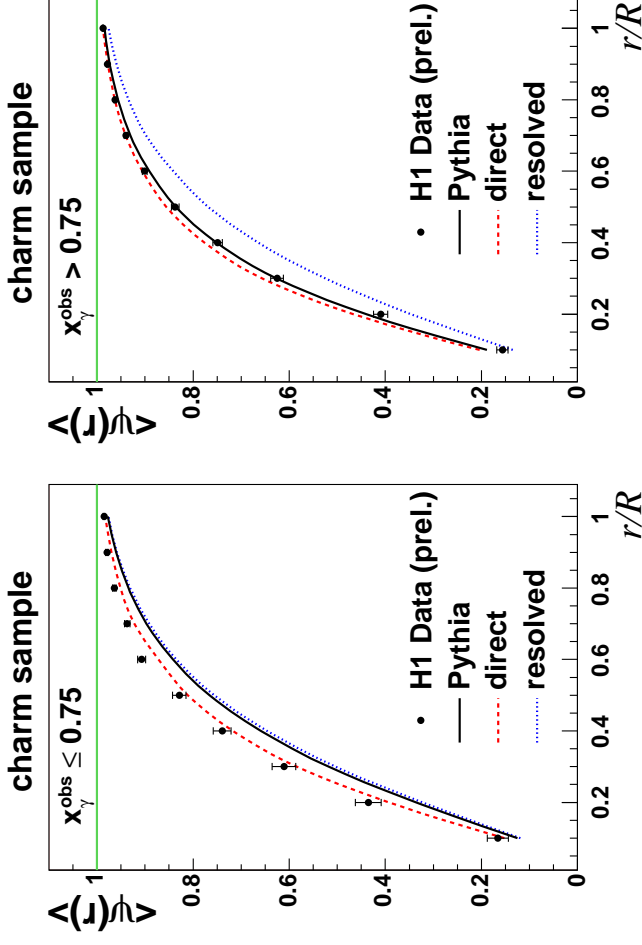 charm sample
<ψ(r)>
x_γ^obs ≤ 0.75
1
0.8
0.6
0.4
0.2
0
H1 Data (prel.)
Pythia
direct
resolved
0.2 0.4 0.6 0.8 1
r/R
charm sample
<ψ(r)>
x_γ^obs > 0.75
1
0.8
0.6
0.4
0.2
0
H1 Data (prel.)
Pythia
direct
resolved
0.2 0.4 0.6 0.8 1
r/R